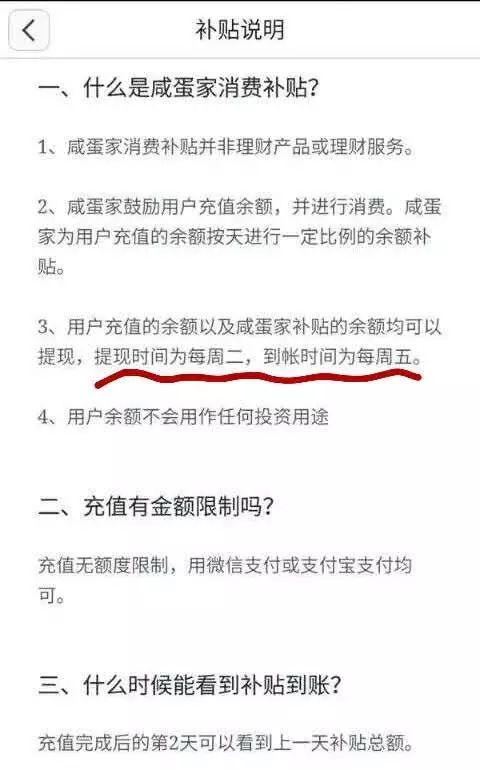 补贴说明
一、什么是咸蛋家消费补贴？
1、咸蛋家消费补贴并非理财产品或理财服务。
2、咸蛋家鼓励用户充值余额，并进行消费。咸蛋
家为用户充值的余额按天进行一定比例的余额补
贴。
3、用户充值的余额以及咸蛋家补贴的余额均可以
提现，提现时间为每周二，到帐时间为每周五。
4、用户余额不会用作任何投资用途
二、充值有金额限制吗？
充值无额度限制，用微信支付或支付宝支付均
可。
三、什么时候能看到补贴到账？
充值完成后的第2天可以看到上一天补贴总额。